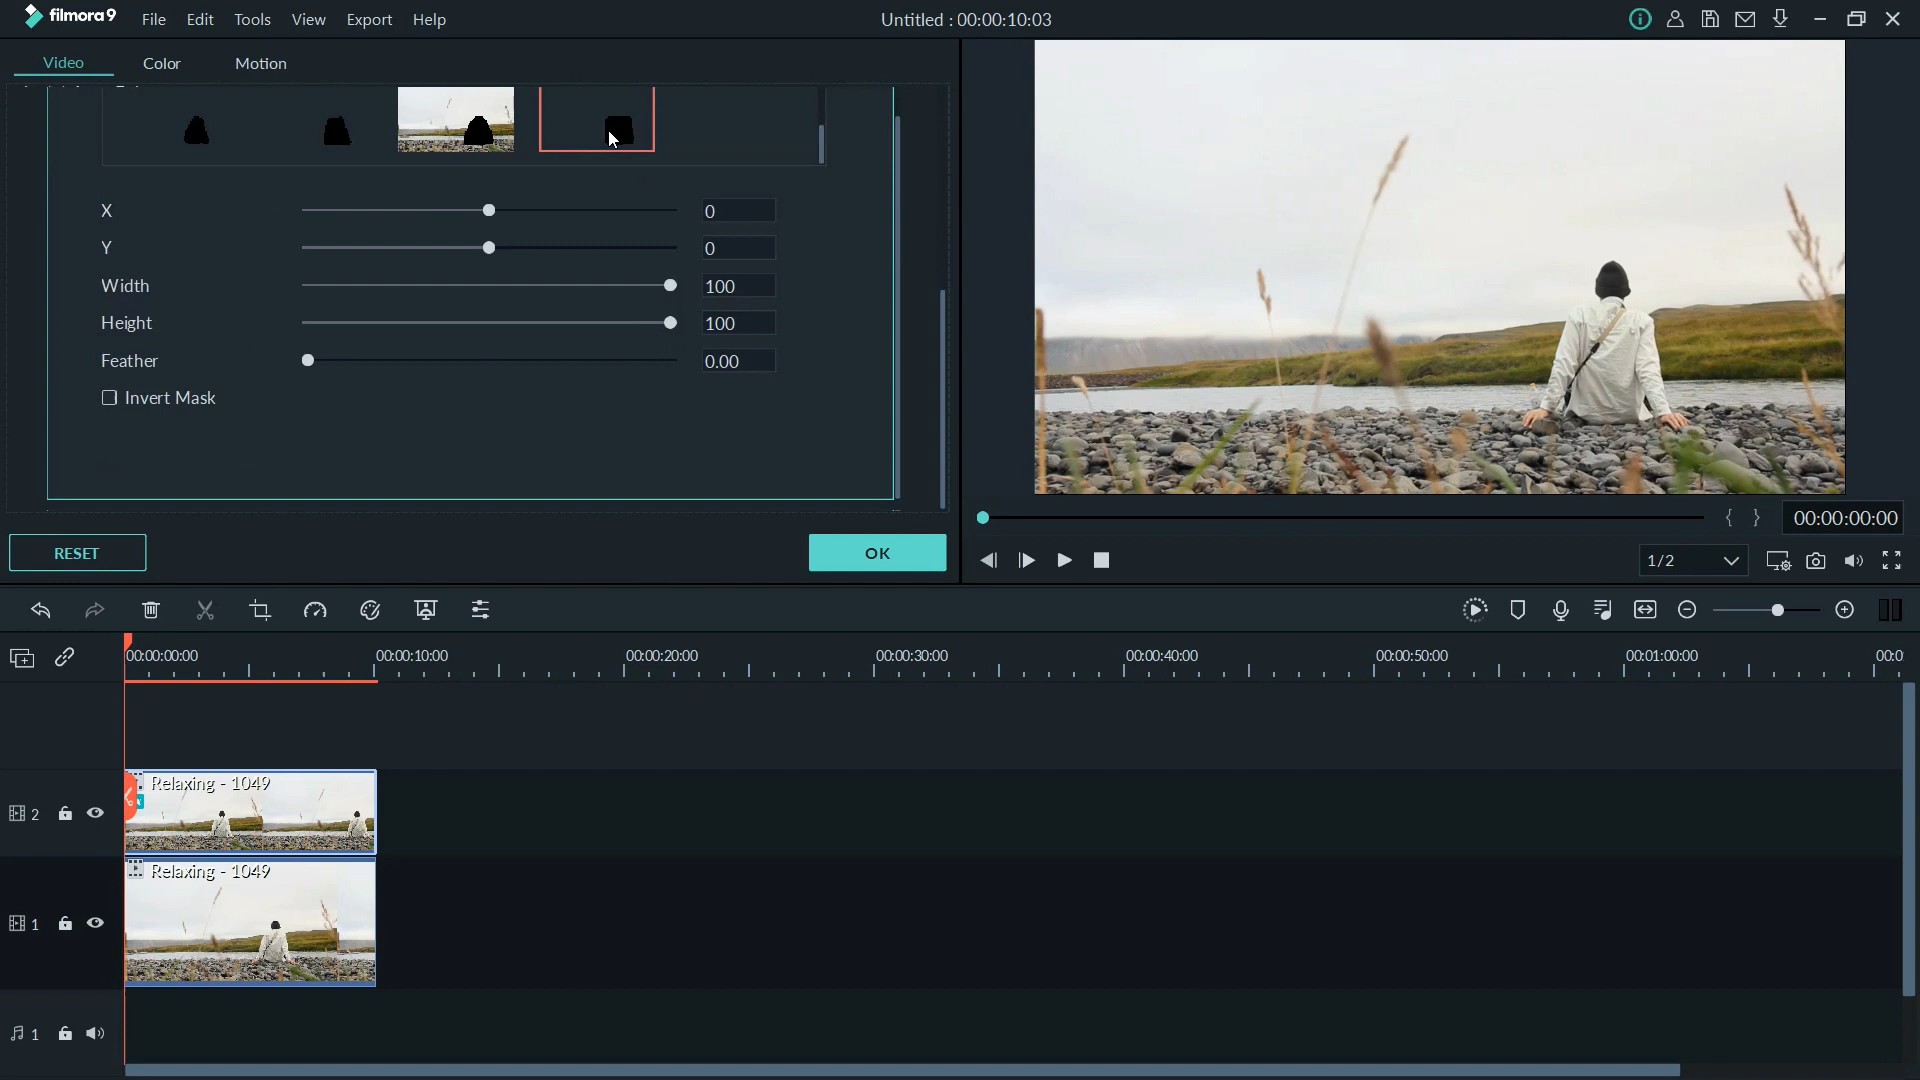 filmora9 File Edit Tools View Export Help Untitled : 00:00:10:03
Video Color Motion
X 0
Y 0
Width 100
Height 100
Feather 0.00
Invert Mask
{ } 00:00:00:00
RESET OK
1/2
00:00:00:00 00:00:10:00 00:00:20:00 00:00:30:00 00:00:40:00 00:00:50:00 00:01:00:00 00:0
Relaxing - 1049
2
Relaxing - 1049
1
1